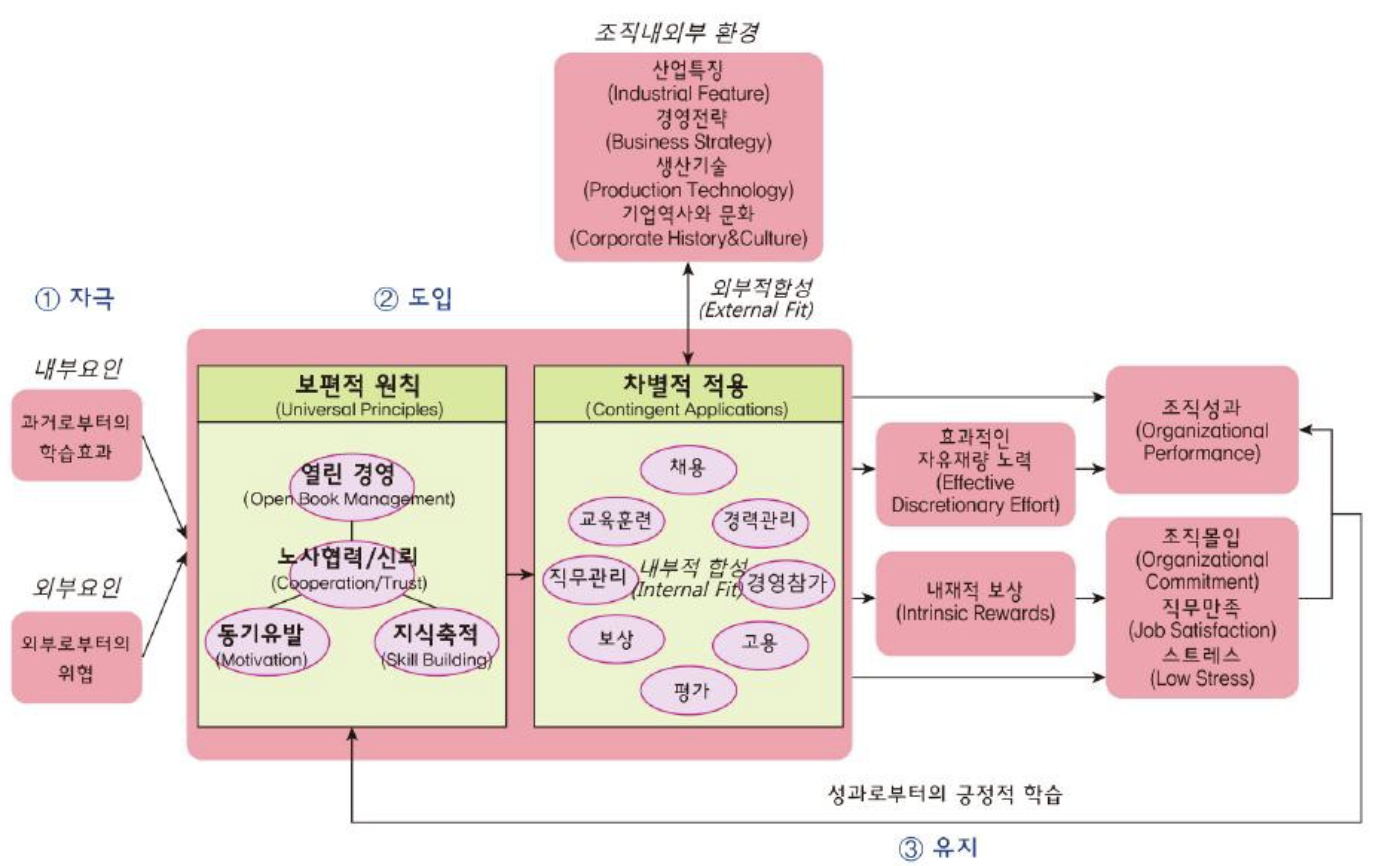 조직내외부 환경
산업특징
(Industrial Feature)
경영전략
(Business Strategy)
생산기술
(Production Technology)
기업역사와 문화
(Corporate History&Culture)
① 자극
② 도입
외부적합성
(External Fit)
내부요인
과거로부터의
학습효과
외부요인
외부로부터의
위협
보편적 원칙
(Universal Principles)
열린 경영
(Open Book Management)
노사협력/신뢰
(Cooperation/Trust)
동기유발
(Motivation)
지식축적
(Skill Building)
차별적 적용
(Contingent Applications)
채용
교육훈련
경력관리
직무관리
내부적 합성
(Internal Fit)
경영참가
보상
고용
평가
효과적인
자유재량 노력
(Effective
Discretionary Effort)
내재적 보상
(Intrinsic Rewards)
조직성과
(Organizational
Performance)
조직몰입
(Organizational
Commitment)
직무만족
(Job Satisfaction)
스트레스
(Low Stress)
성과로부터의 긍정적 학습
③ 유지